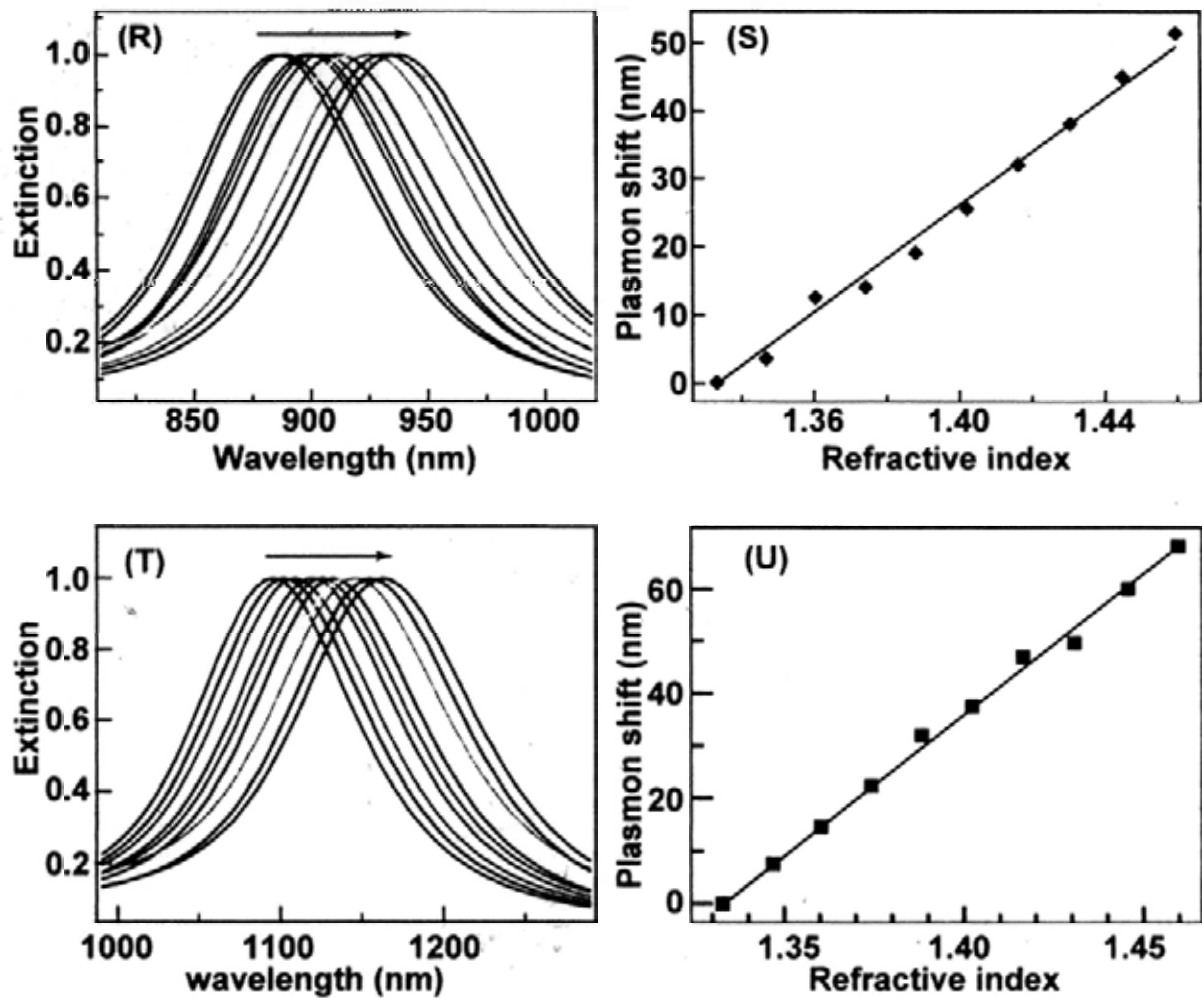 (R)
Extinction
1.0
0.8
0.6
0.4
0.2
850 900 950 1000
Wavelength (nm)
(S)
Plasmon shift (nm)
50
40
30
20
10
0
1.36 1.40 1.44
Refractive index
(T)
Extinction
1.0
0.8
0.6
0.4
0.2
1000 1100 1200
wavelength (nm)
(U)
Plasmon shift (nm)
60
40
20
0
1.35 1.40 1.45
Refractive index